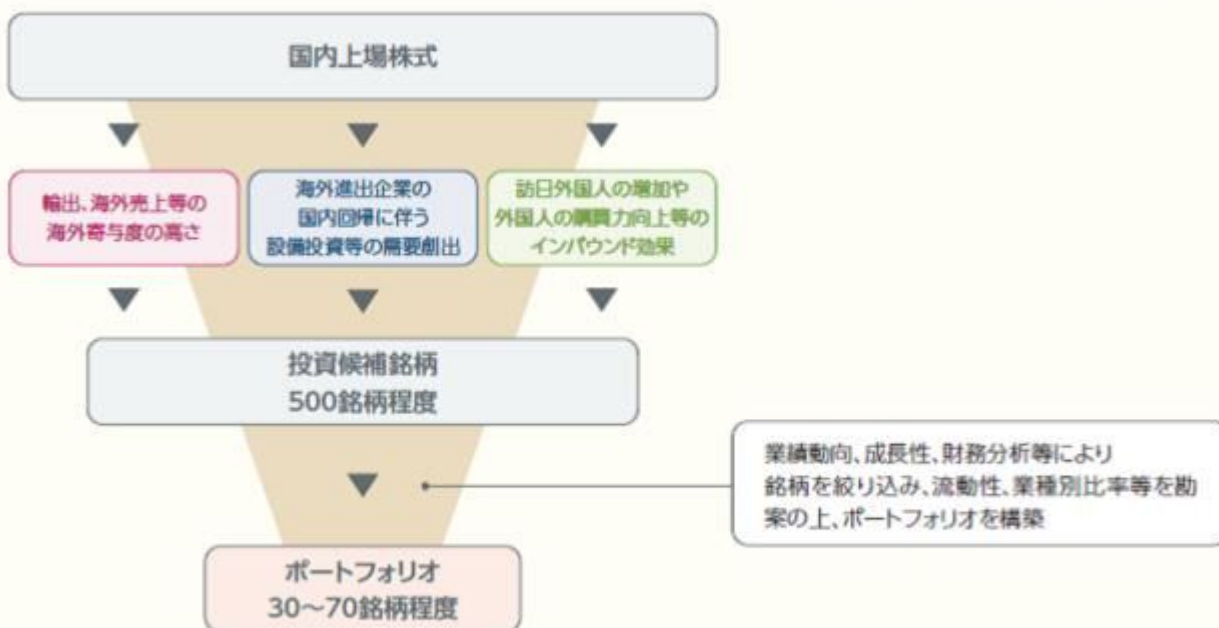 国内上場株式
輸出、海外売上等の
海外寄与度の高さ
海外進出企業の
国内回帰に伴う
設備投資等の需要創出
訪日外国人の増加や
外国人の購買力向上等の
インバウンド効果
投資候補銘柄
500銘柄程度
業績動向、成長性、財務分析等により
銘柄を絞り込み、流動性、業種別比率等を勘
案の上、ポートフォリオを構築
ポートフォリオ
30～70銘柄程度